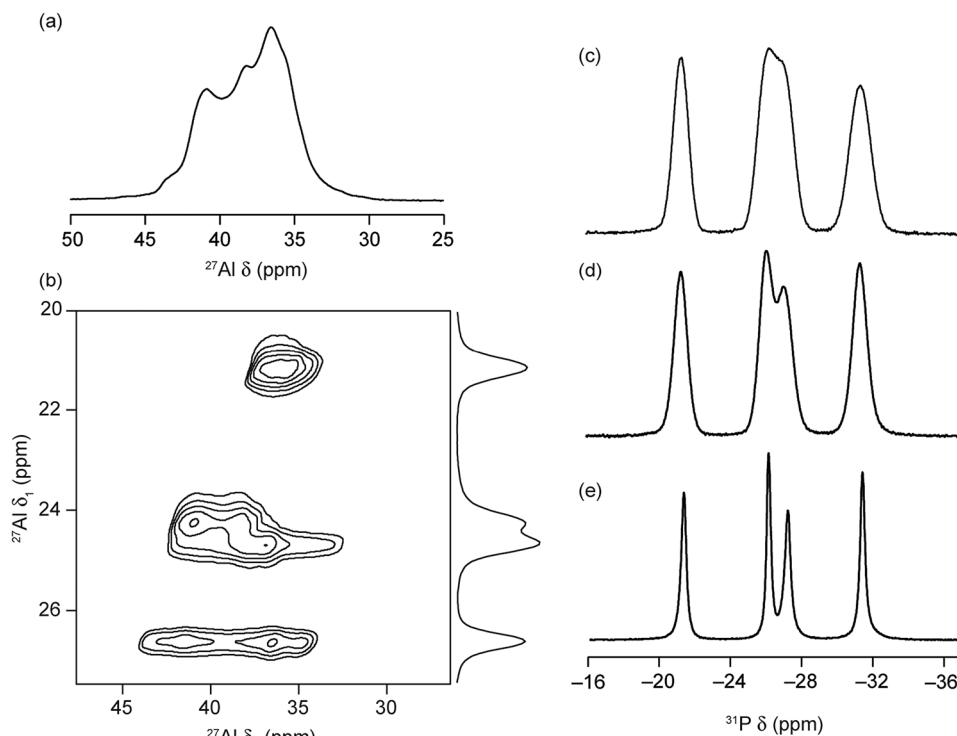 (a)
50 45 40 35 30 25
²⁷Al δ (ppm)
(b)
20
22
24
26
²⁷Al δ₁ (ppm)
45 40 35 30
²⁷Al δ
(c)
(d)
(e)
−16 −20 −24 −28 −32 −36
³¹P δ (ppm)